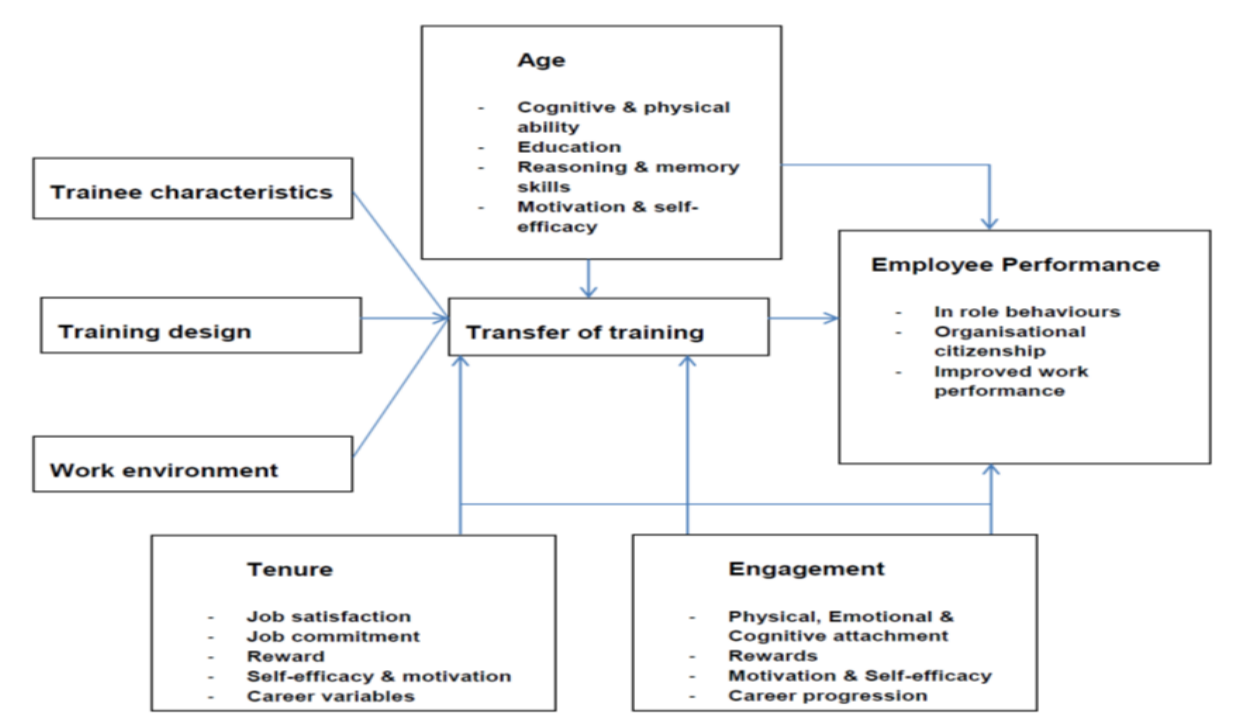 Age
- Cognitive & physical
ability
- Education
- Reasoning & memory
skills
- Motivation & self-
efficacy
Trainee characteristics
Training design
Work environment
Transfer of training
Employee Performance
- In role behaviours
- Organisational
citizenship
- Improved work
performance
Tenure
- Job satisfaction
- Job commitment
- Reward
- Self-efficacy & motivation
- Career variables
Engagement
- Physical, Emotional &
Cognitive attachment
- Rewards
- Motivation & Self-efficacy
- Career progression